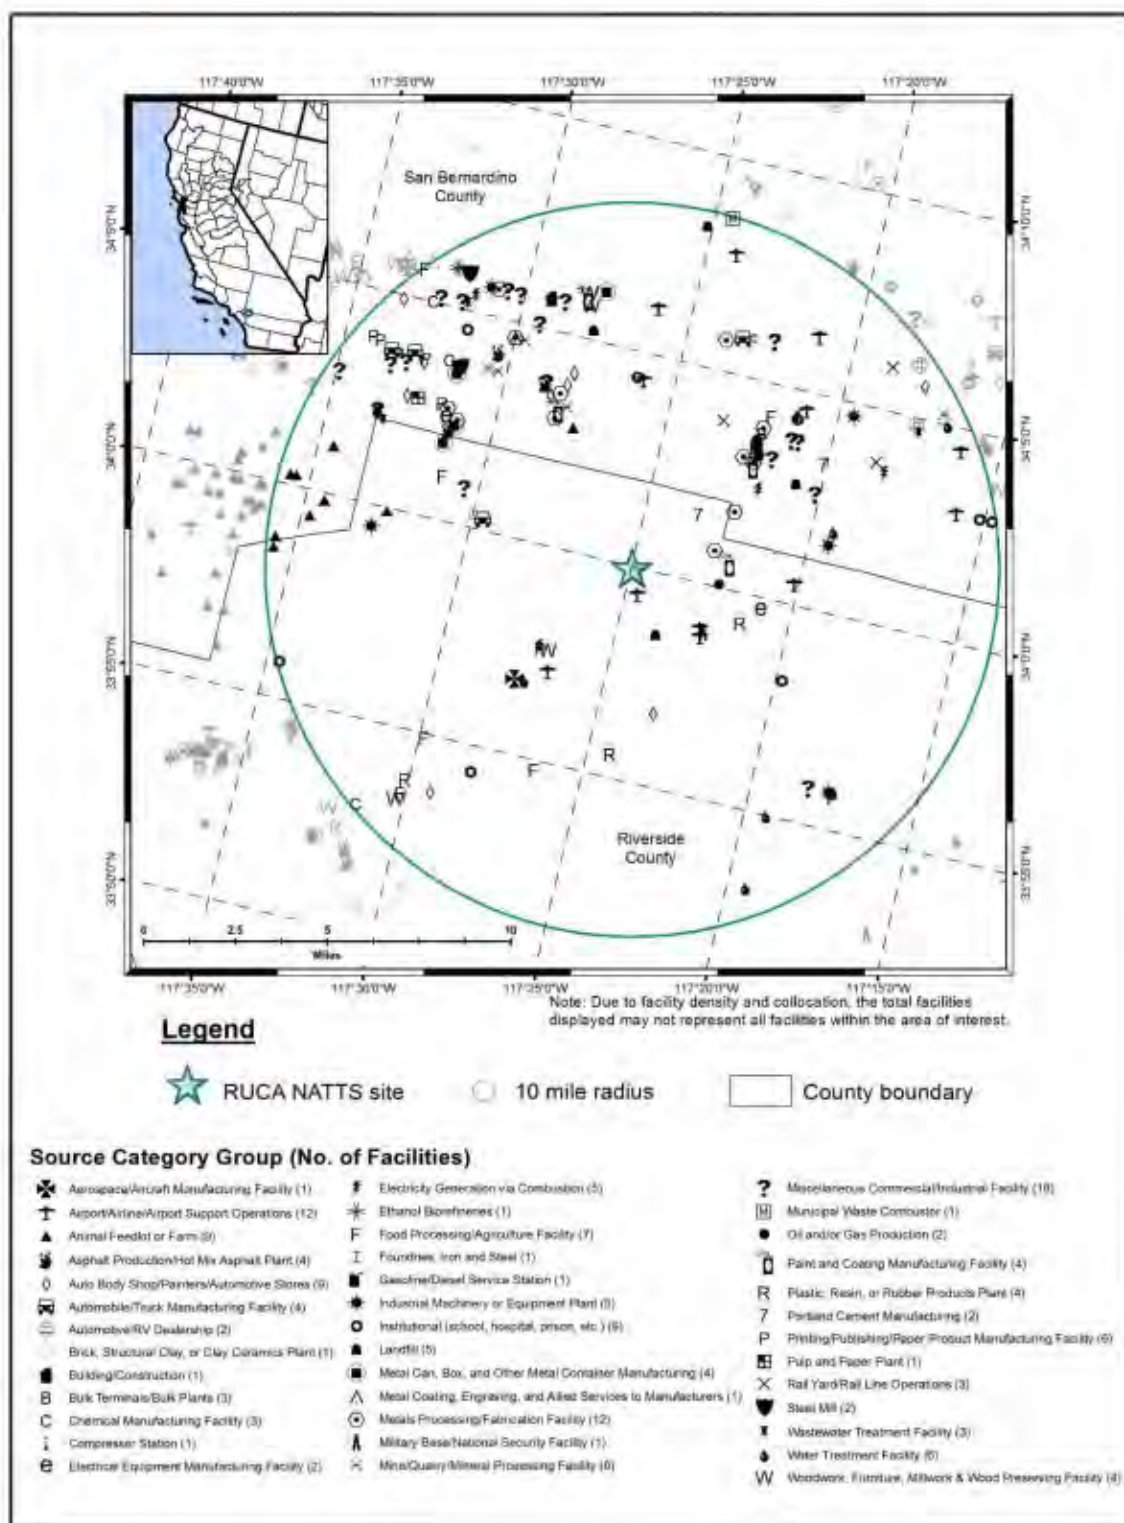 117°40'0"W 117°35'0"W 117°30'0"W 117°25'0"W 117°20'0"W
San Bernardino
County
34°5'0"N
34°10'0"N
34°0'0"N
34°5'0"N
33°55'0"N
34°0'0"N
33°50'0"N
33°55'0"N
Riverside
County
0 2.5 5 10
Miles
117°35'0"W 117°30'0"W 117°25'0"W 117°20'0"W 117°15'0"W
Note: Due to facility density and collocation, the total facilities
displayed may not represent all facilities within the area of interest.
Legend
RUCA NATTS site
10 mile radius
County boundary
Source Category Group (No. of Facilities)
Aerospace/Aircraft Manufacturing Facility (1)
Airport/Airline/Airport Support Operations (12)
Animal Feedlot or Farm (9)
Asphalt Production/Hot Mix Asphalt Plant (4)
Auto Body Shop/Painters/Automotive Stores (9)
Automobile/Truck Manufacturing Facility (4)
Automotive/RV Dealership (2)
Brick, Structural Clay, or Clay Ceramics Plant (1)
Building/Construction (1)
B Bulk Terminals/Bulk Plants (3)
C Chemical Manufacturing Facility (3)
Compressor Station (1)
e Electrical Equipment Manufacturing Facility (2)
Electricity Generation via Combustion (5)
Ethanol Biorefineries (1)
F Food Processing/Agriculture Facility (7)
Foundries, Iron and Steel (1)
Gasoline/Diesel Service Station (1)
Industrial Machinery or Equipment Plant (5)
Institutional (school, hospital, prison, etc.) (9)
Landfill (5)
Metal Can, Box, and Other Metal Container Manufacturing (4)
Metal Coating, Engraving, and Allied Services to Manufacturers (1)
Metals Processing/Fabrication Facility (12)
Military Base/National Security Facility (1)
Mine/Quarry/Mineral Processing Facility (6)
? Miscellaneous Commercial/Industrial Facility (18)
Municipal Waste Combustor (1)
Oil and/or Gas Production (2)
Paint and Coating Manufacturing Facility (4)
R Plastic, Resin, or Rubber Products Plant (4)
7 Portland Cement Manufacturing (2)
P Printing/Publishing/Paper Product Manufacturing Facility (6)
Pulp and Paper Plant (1)
Rail Yard/Rail Line Operations (3)
Steel Mill (2)
Wastewater Treatment Facility (3)
Water Treatment Facility (6)
W Woodwork, Furniture, Millwork & Wood Preserving Facility (4)